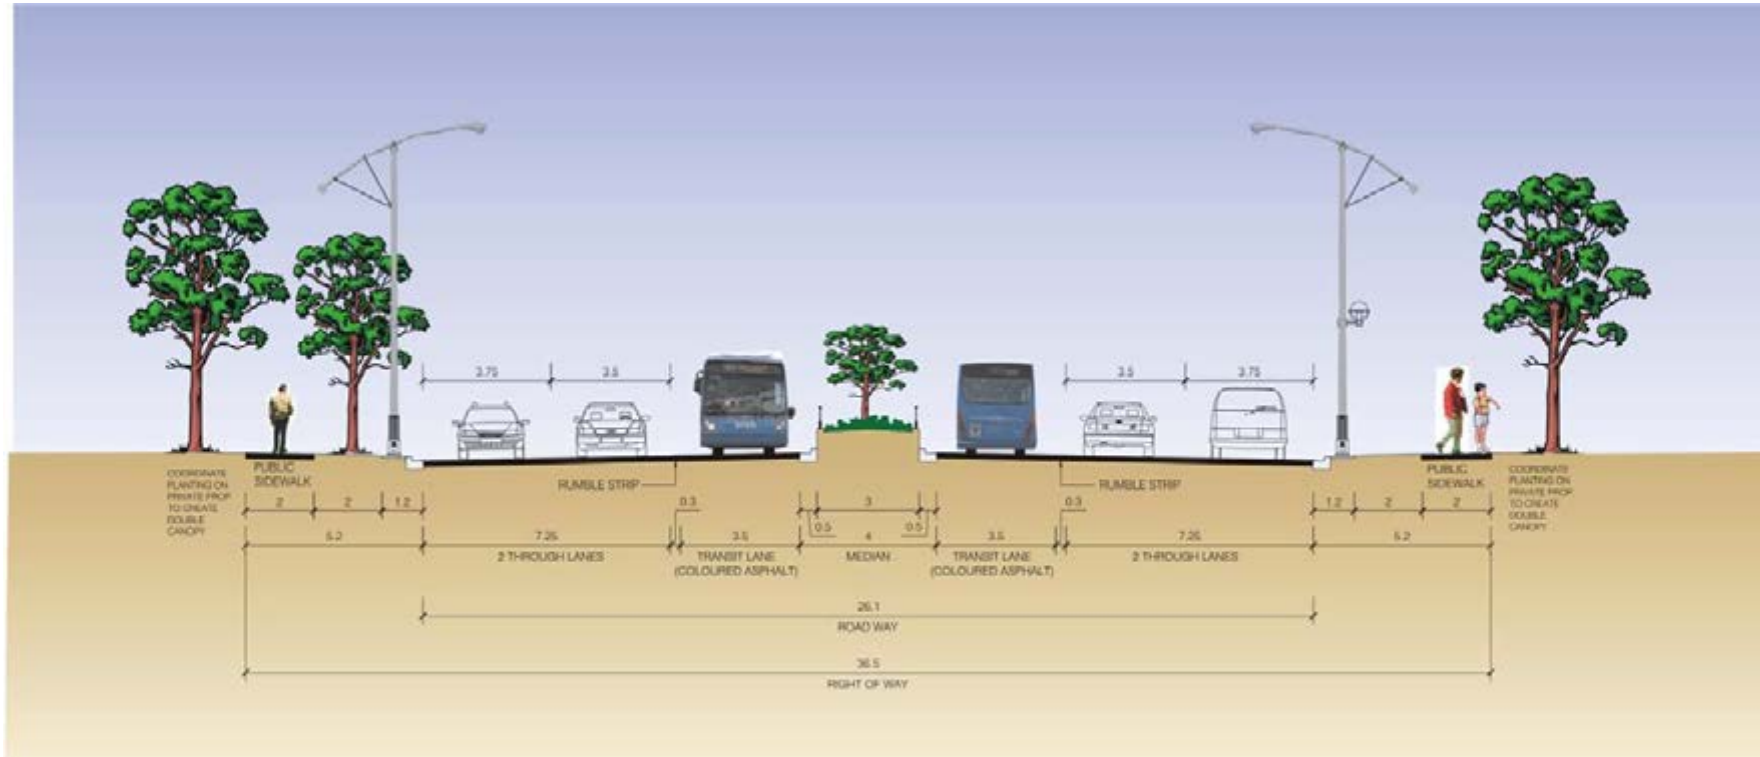 3.75
3.5
3.5
3.75
COORDINATE
PLANTING ON
PRIVATE PROP
TO CREATE
DOUBLE
CANOPY
PUBLIC
SIDEWALK
RUMBLE STRIP
RUMBLE STRIP
PUBLIC
SIDEWALK
COORDINATE
PLANTING ON
PRIVATE PROP
TO CREATE
DOUBLE
CANOPY
2 2 1.2 0.3 3 0.3 1.2 2 2
0.5 0.5
5.2 7.25 3.5 4 3.5 7.25 5.2
2 THROUGH LANES
TRANSIT LANE
(COLOURED ASPHALT)
MEDIAN
TRANSIT LANE
(COLOURED ASPHALT)
2 THROUGH LANES
26.1
ROAD WAY
36.5
RIGHT OF WAY